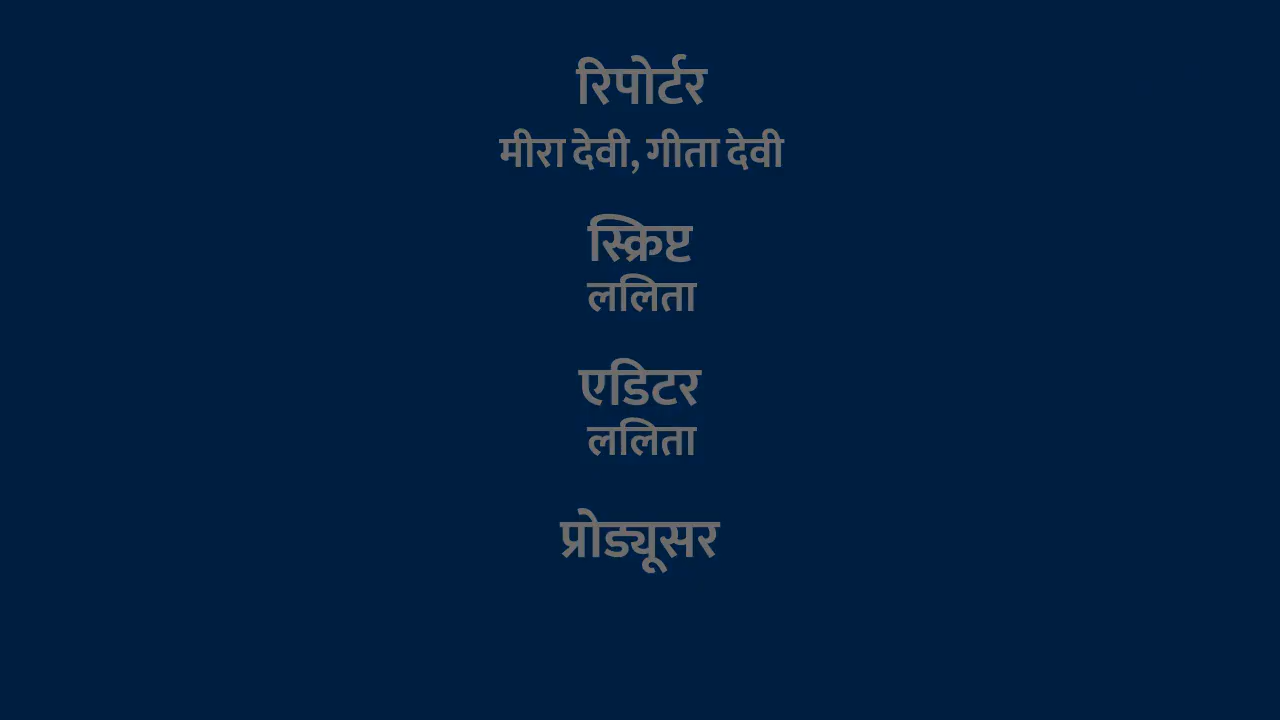 रिपोर्टर
मीरा देवी, गीता देवी
स्क्रिप्ट
ललिता
एडिटर
ललिता
प्रोड्यूसर